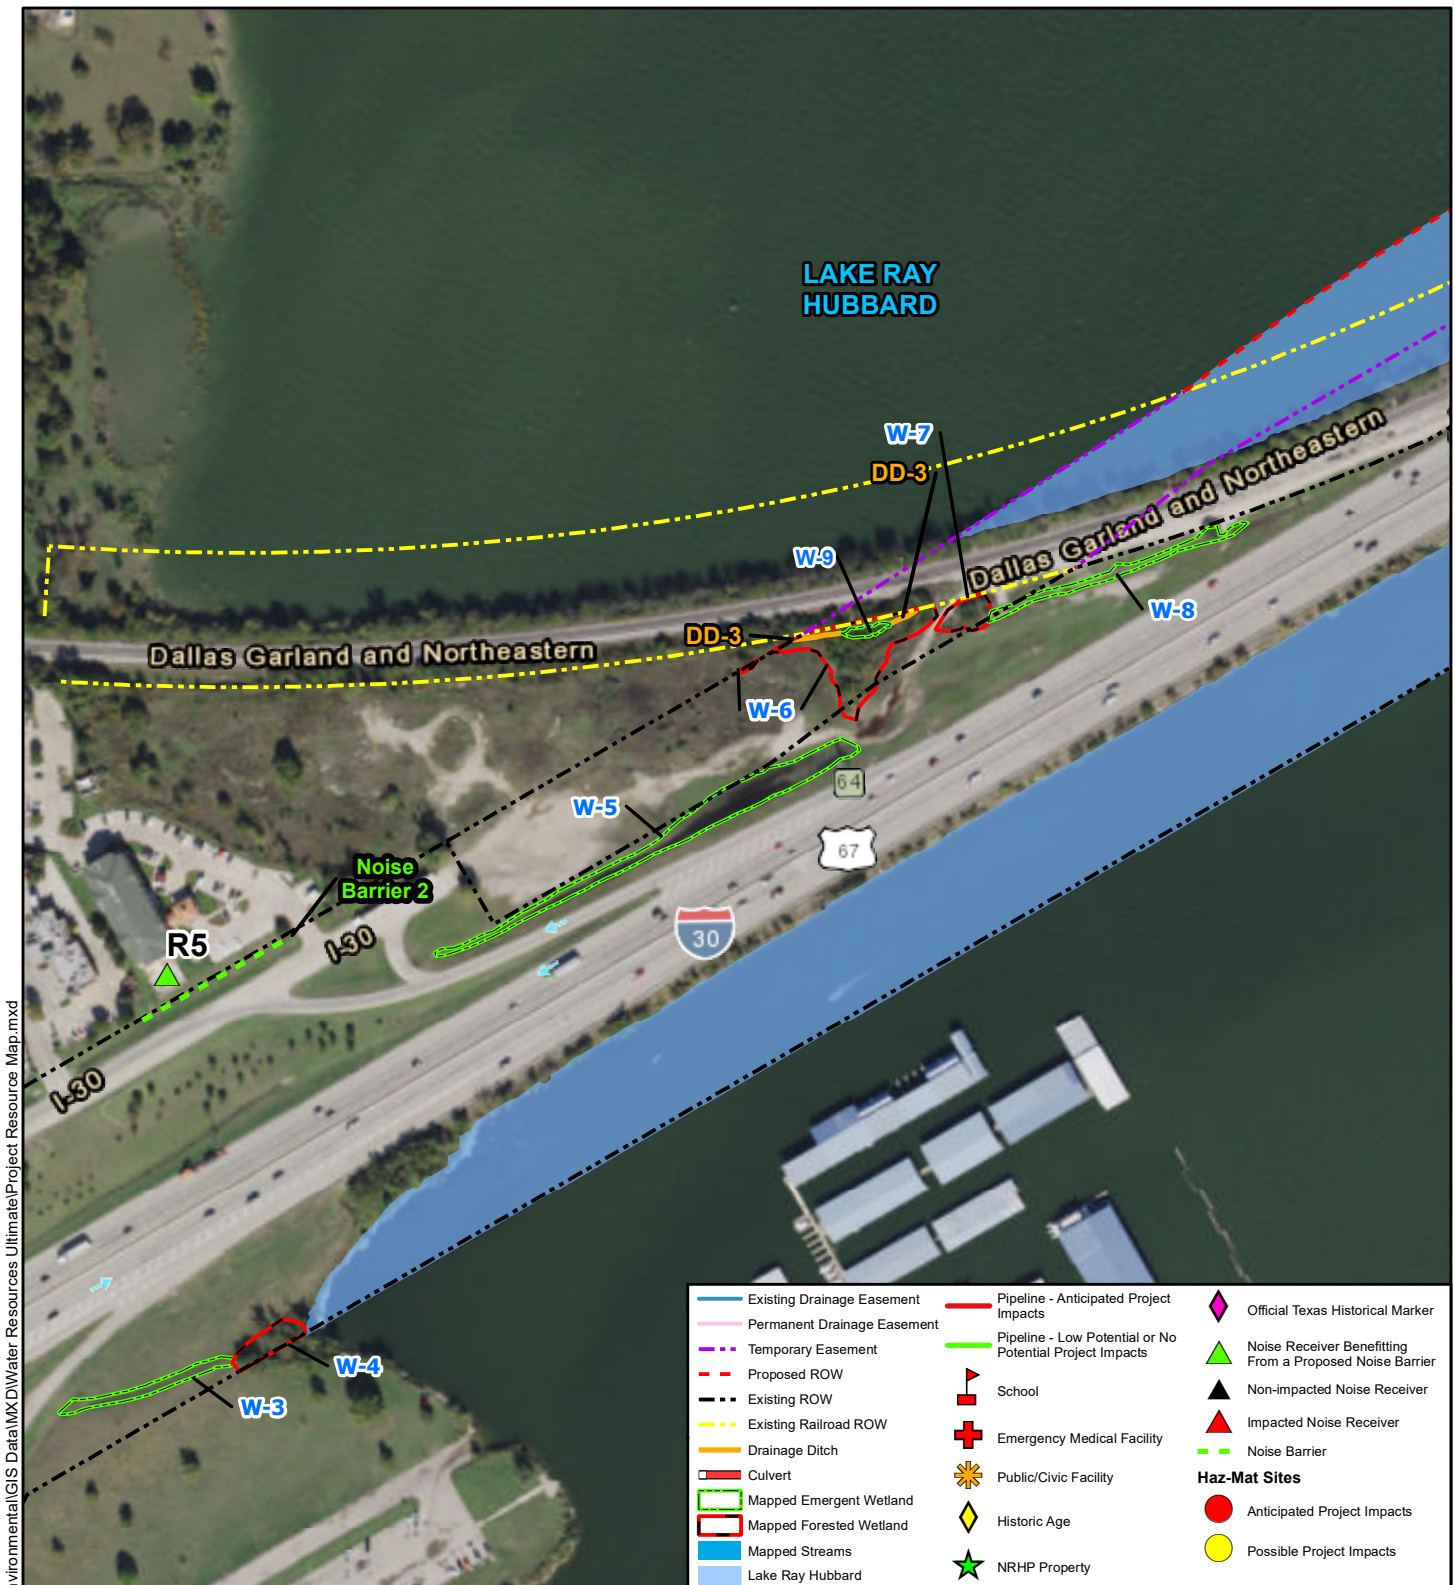 LAKE RAY
HUBBARD
W-7
DD-3
Dallas Garland and Northeastern
W-9
W-8
DD-3
Dallas Garland and Northeastern
W-6
64
W-5
67
Noise
Barrier 2
30
R5
I-30
I-30
W-4
W-3
vironmental\GIS Data\MXD\Water Resources Ultimate\Project Resource Map.mxd
Existing Drainage Easement
Permanent Drainage Easement
Temporary Easement
Proposed ROW
Existing ROW
Existing Railroad ROW
Drainage Ditch
Culvert
Mapped Emergent Wetland
Mapped Forested Wetland
Mapped Streams
Lake Ray Hubbard
Pipeline - Anticipated Project
Impacts
Pipeline - Low Potential or No
Potential Project Impacts
School
Emergency Medical Facility
Public/Civic Facility
Historic Age
NRHP Property
Official Texas Historical Marker
Noise Receiver Benefitting
From a Proposed Noise Barrier
Non-impacted Noise Receiver
Impacted Noise Receiver
Noise Barrier
Haz-Mat Sites
Anticipated Project Impacts
Possible Project Impacts